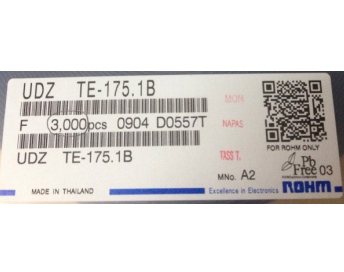 UDZ TE-175.1B
MON
F 3,000pcs 0904 D0557T
NAPAS
FOR ROHM ONLY
UDZ TE-175.1B
TASS T.
Pb
Free 03
MNo. A2
MADE IN THAILAND
Excellence in Electronics
ROHM